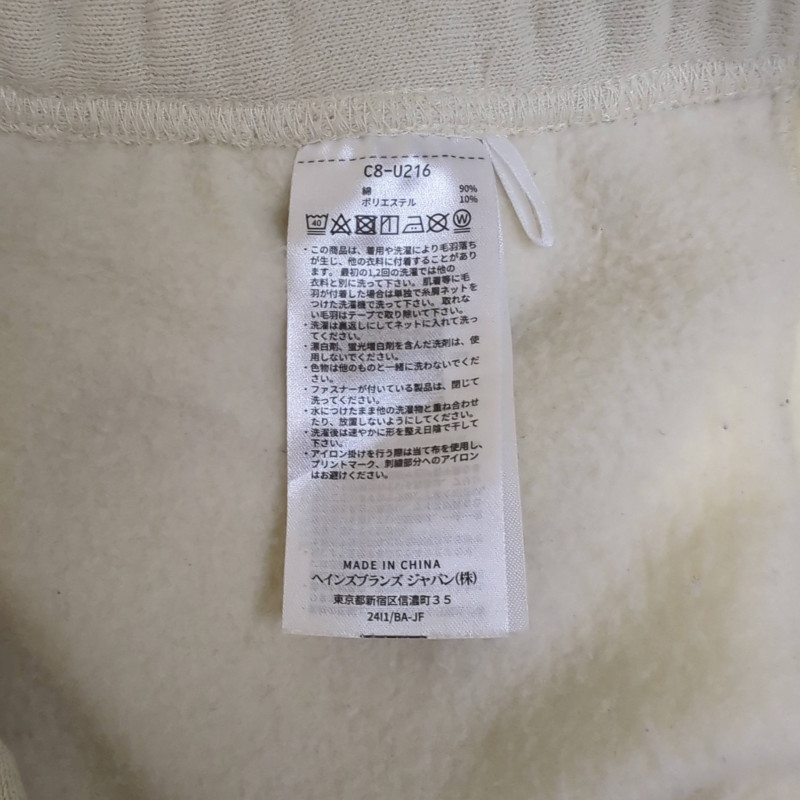 C8-U216
綿 90%
ポリエステル 10%
40
W
・この商品は、着用や洗濯により毛羽落ち
が生じ、他の衣料に付着することがあり
ます。最初の1,2回の洗濯では他の
衣料と別に洗って下さい。肌着等に毛
羽が付着した場合は単独で糸屑ネットを
つけた洗濯機で洗って下さい。取れな
い毛羽はテープで取り除いて下さい。
・洗濯は裏返しにしてネットに入れて洗っ
てください。
・漂白剤、蛍光増白剤を含んだ洗剤は、使
用しないでください。
・色物は他のものと一緒に洗わないでくだ
さい。
・ファスナーが付いている製品は、閉じて
洗ってください。
・水につけたまま他の洗濯物と重ね合わせ
たり、放置しないようにしてください。
・洗濯後は速やかに形を整え日陰で干して
下さい。
・アイロン掛けを行う際は当て布を使用し、
プリントマーク、刺繍部分へのアイロン
はお避けください。
MADE IN CHINA
ヘインズブランズ ジャパン(株)
東京都新宿区信濃町35
24I1/BA-JF